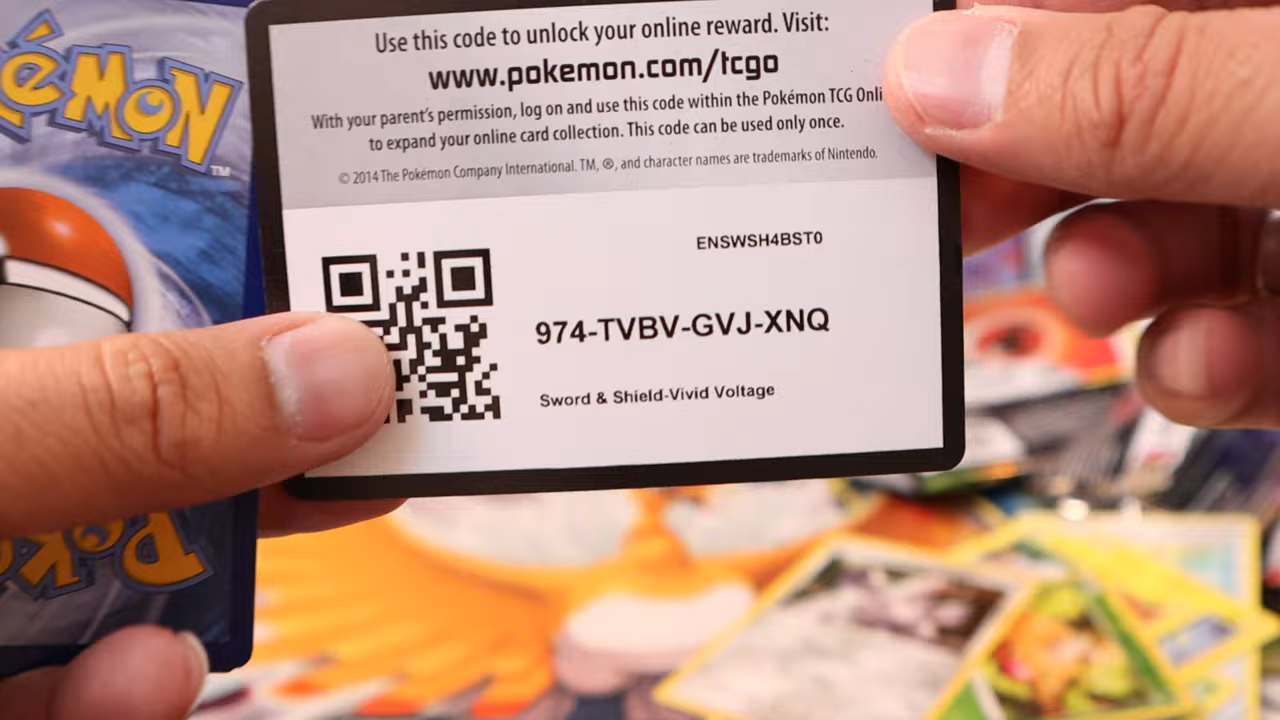 Use this code to unlock your online reward. Visit:
www.pokemon.com/tcgo
With your parent's permission, log on and use this code within the Pokémon TCG Onli
to expand your online card collection. This code can be used only once.
© 2014 The Pokémon Company International. TM, ®, and character names are trademarks of Nintendo.
ENSWSH4BST0
974-TVBV-GVJ-XNQ
Sword & Shield-Vivid Voltage
éMON
TM
Poké